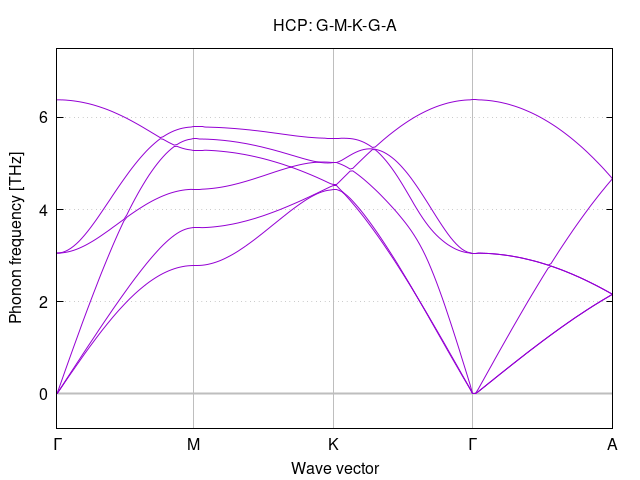 HCP: G-M-K-G-A
Phonon frequency [THz]
6
4
2
0
Γ M K Γ A
Wave vector